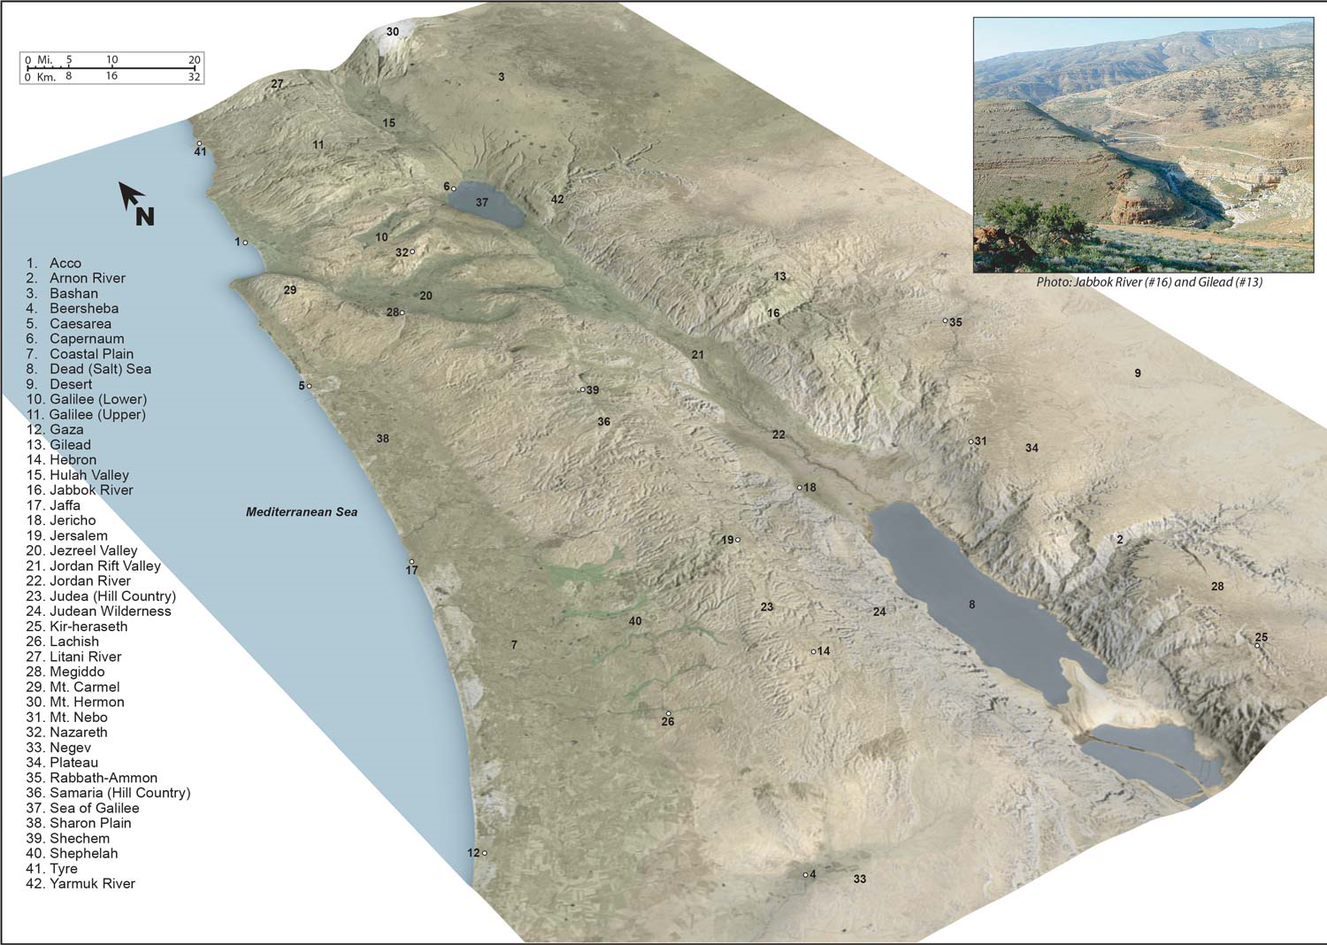 0 Mi. 5 10 20
0 Km. 8 16 32
30
3
27
15
11
41
6
37
42
N
1
10
32
13
29
20
16
28
35
Photo: Jabbok River (#16) and Gilead (#13)
21
9
5
39
36
38
22
31
34
18
Mediterranean Sea
19
2
17
28
8
23
24
40
25
7
14
26
12
4
33
1. Acco
2. Arnon River
3. Bashan
4. Beersheba
5. Caesarea
6. Capernaum
7. Coastal Plain
8. Dead (Salt) Sea
9. Desert
10. Galilee (Lower)
11. Galilee (Upper)
12. Gaza
13. Gilead
14. Hebron
15. Hulah Valley
16. Jabbok River
17. Jaffa
18. Jericho
19. Jersalem
20. Jezreel Valley
21. Jordan Rift Valley
22. Jordan River
23. Judea (Hill Country)
24. Judean Wilderness
25. Kir-heraseth
26. Lachish
27. Litani River
28. Megiddo
29. Mt. Carmel
30. Mt. Hermon
31. Mt. Nebo
32. Nazareth
33. Negev
34. Plateau
35. Rabbath-Ammon
36. Samaria (Hill Country)
37. Sea of Galilee
38. Sharon Plain
39. Shechem
40. Shephelah
41. Tyre
42. Yarmuk River